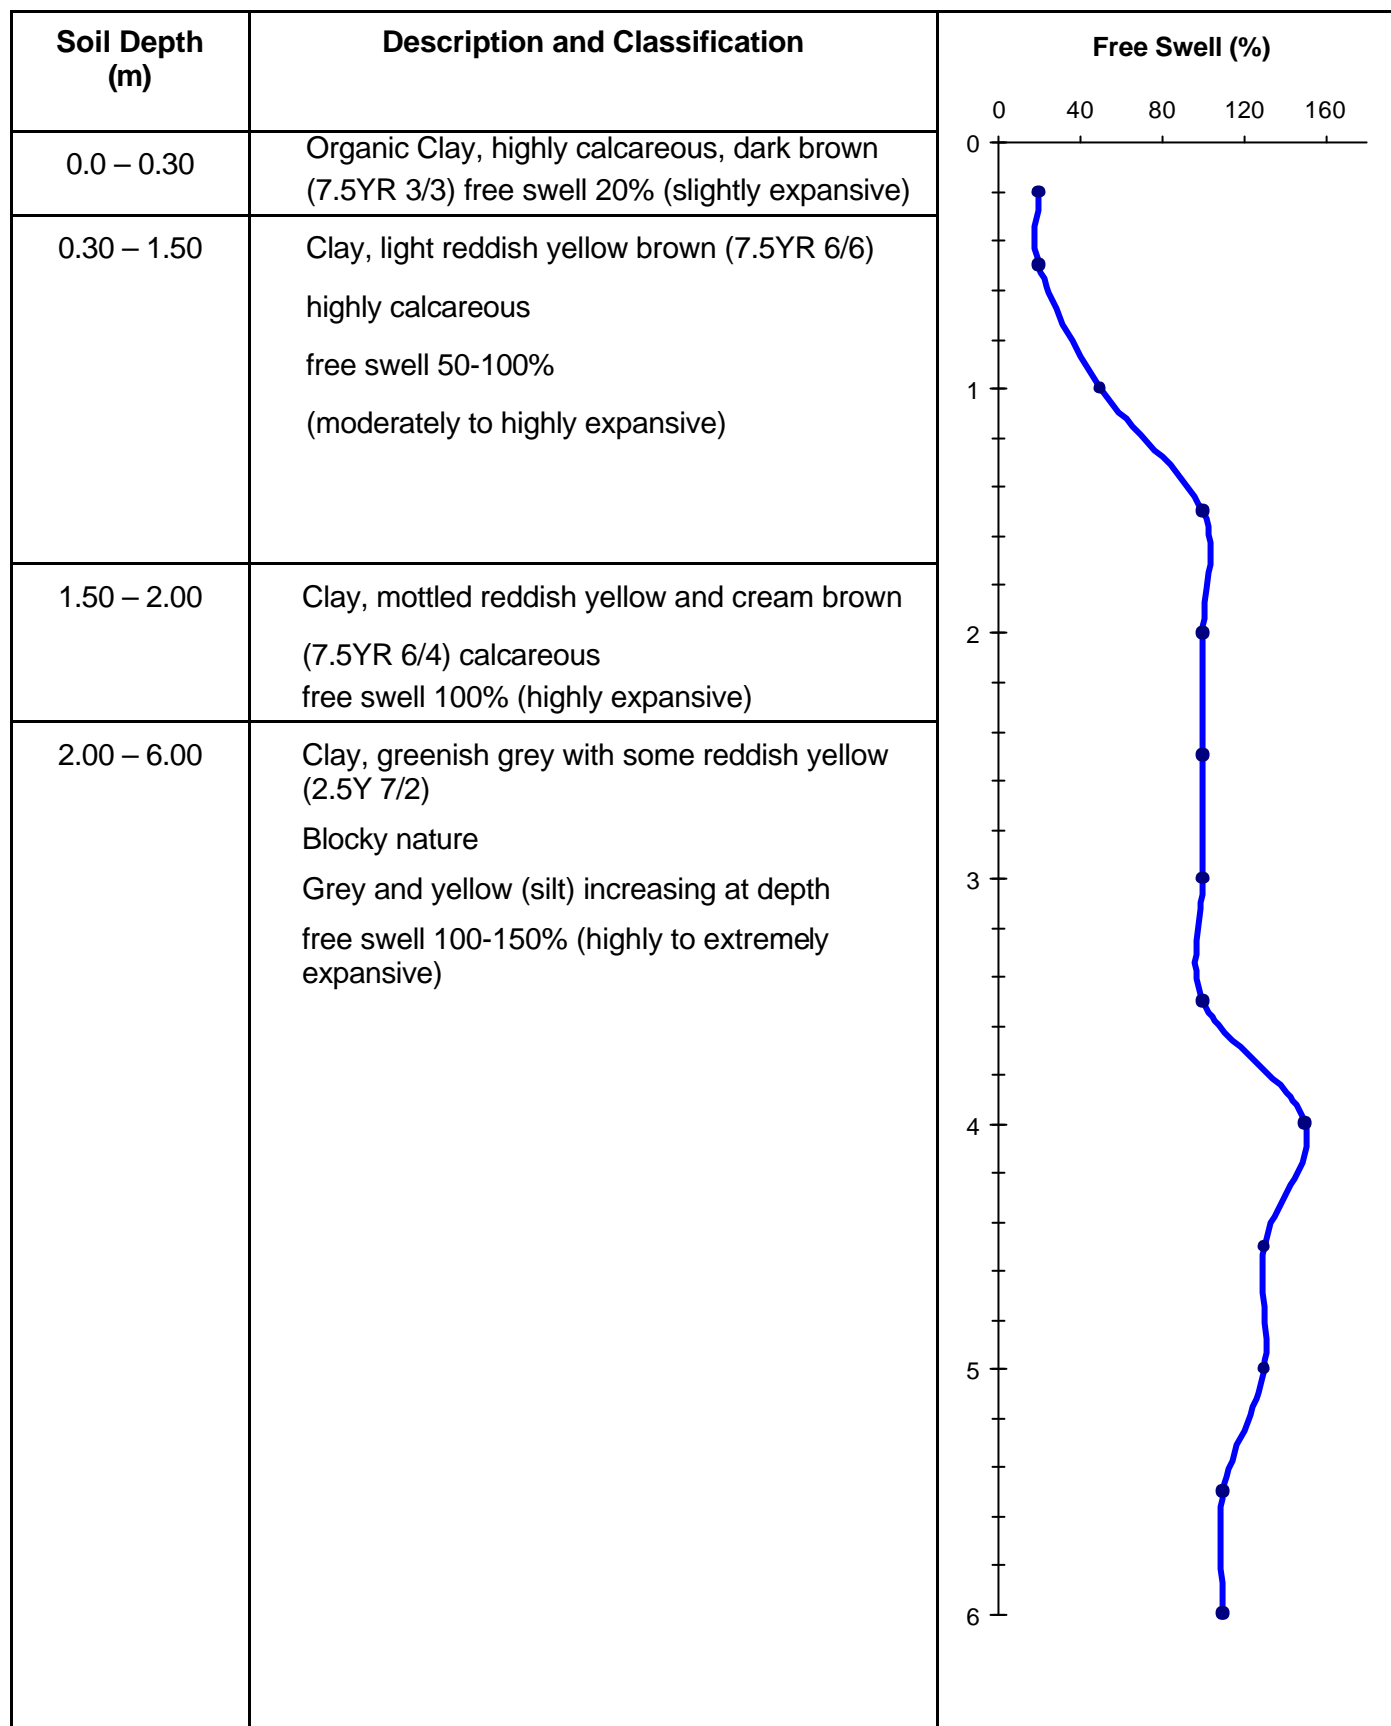 Soil Depth
(m)
Description and Classification
Free Swell (%)
0 40 80 120 160
0.0 – 0.30
Organic Clay, highly calcareous, dark brown
(7.5YR 3/3) free swell 20% (slightly expansive)
0.30 – 1.50
Clay, light reddish yellow brown (7.5YR 6/6)
highly calcareous
free swell 50-100%
(moderately to highly expansive)
1.50 – 2.00
Clay, mottled reddish yellow and cream brown
(7.5YR 6/4) calcareous
free swell 100% (highly expansive)
2.00 – 6.00
Clay, greenish grey with some reddish yellow
(2.5Y 7/2)
Blocky nature
Grey and yellow (silt) increasing at depth
free swell 100-150% (highly to extremely
expansive)
0
1
2
3
4
5
6